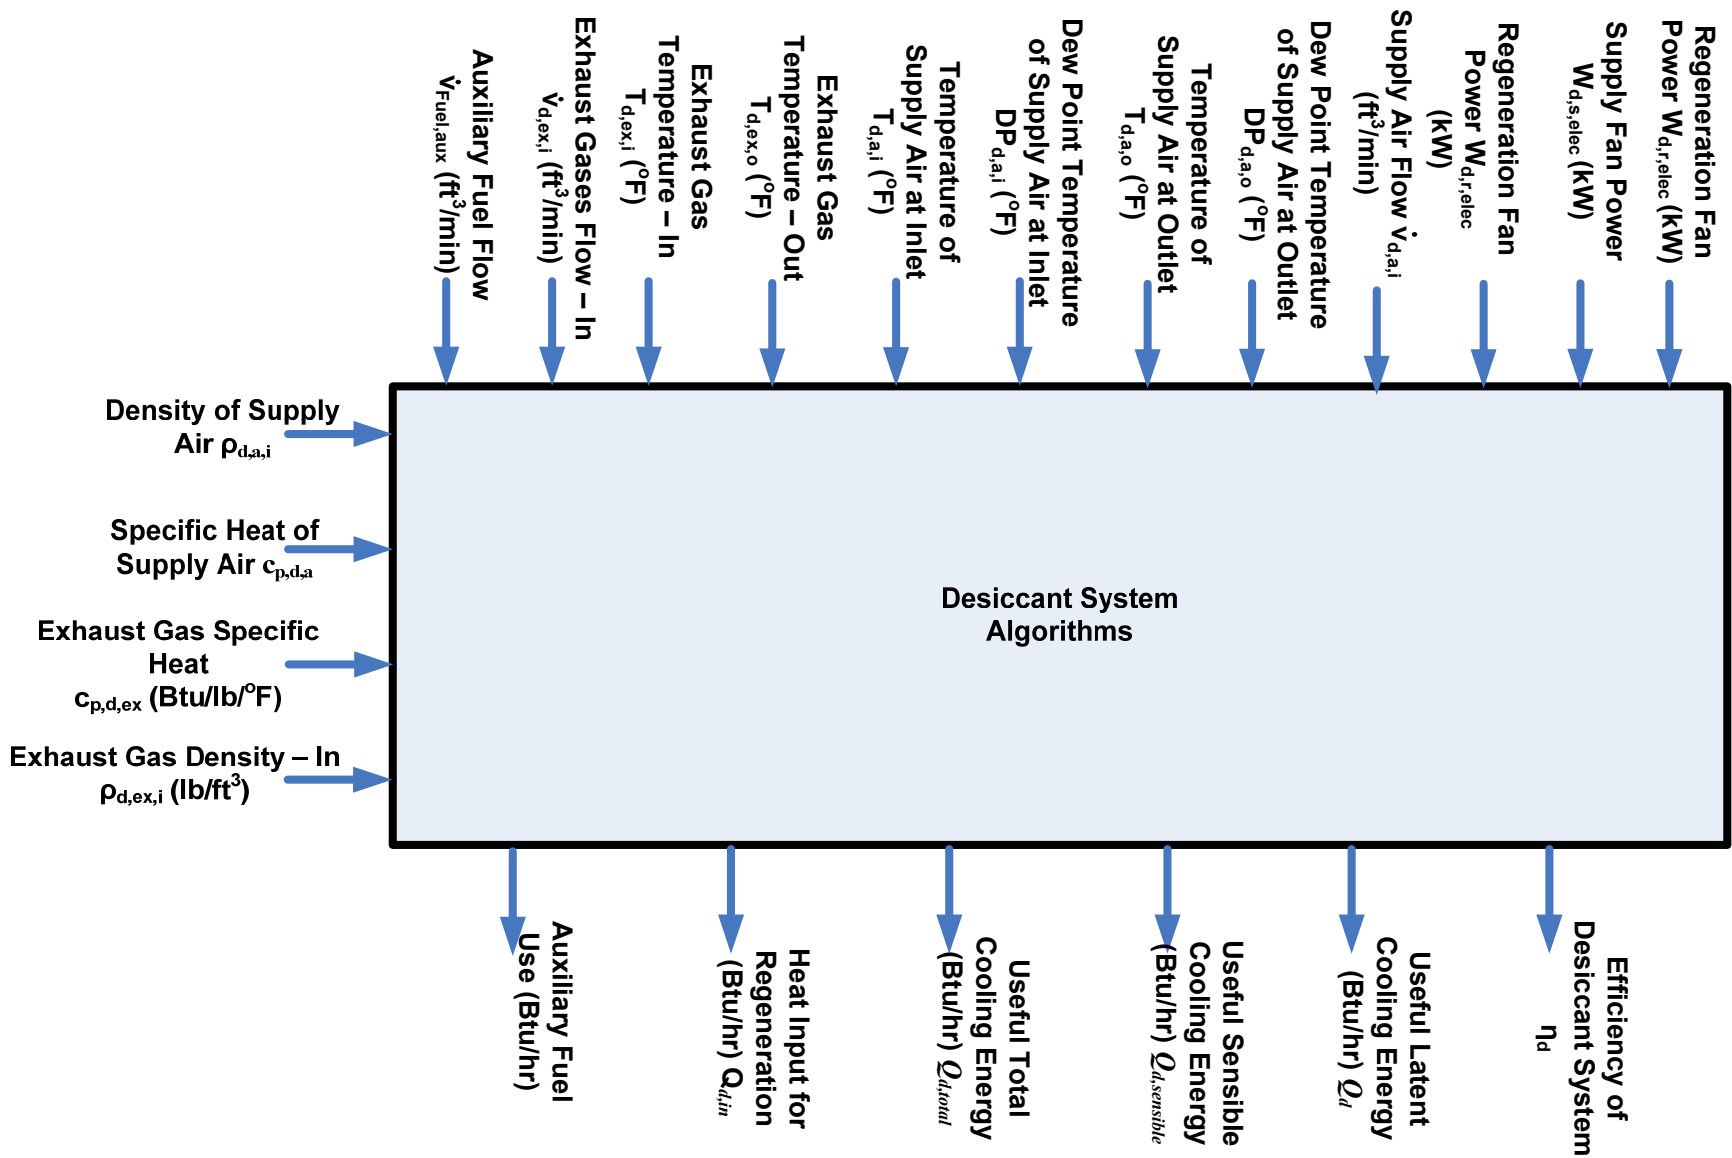 Auxiliary Fuel Flow
v̇Fuel,aux (ft³/min)
Exhaust Gases Flow – In
v̇d,ex,i (ft³/min)
Exhaust Gas
Temperature – In
Td,ex,i (°F)
Exhaust Gas
Temperature – Out
Td,ex,o (°F)
Temperature of
Supply Air at Inlet
Td,a,i (°F)
Dew Point Temperature
of Supply Air at Inlet
DPd,a,i (°F)
Temperature of
Supply Air at Outlet
Td,a,o (°F)
Dew Point Temperature
of Supply Air at Outlet
DPd,a,o (°F)
Supply Air Flow v̇d,a,i
(ft³/min)
Regeneration Fan
Power Wd,r,elec
(kW)
Supply Fan Power
Wd,s,elec (kW)
Regeneration Fan
Power Wd,r,elec (kW)
Density of Supply
Air ρd,a,i
Specific Heat of
Supply Air cp,d,a
Exhaust Gas Specific
Heat
cp,d,ex (Btu/lb/°F)
Exhaust Gas Density – In
ρd,ex,i (lb/ft³)
Desiccant System
Algorithms
Auxiliary Fuel
Use (Btu/hr)
Heat Input for
Regeneration
(Btu/hr) Qd,in
Useful Total
Cooling Energy
(Btu/hr) Qd,total
Useful Sensible
Cooling Energy
(Btu/hr) Qd,sensible
Useful Latent
Cooling Energy
(Btu/hr) Qd
Efficiency of
Desiccant System
ηd